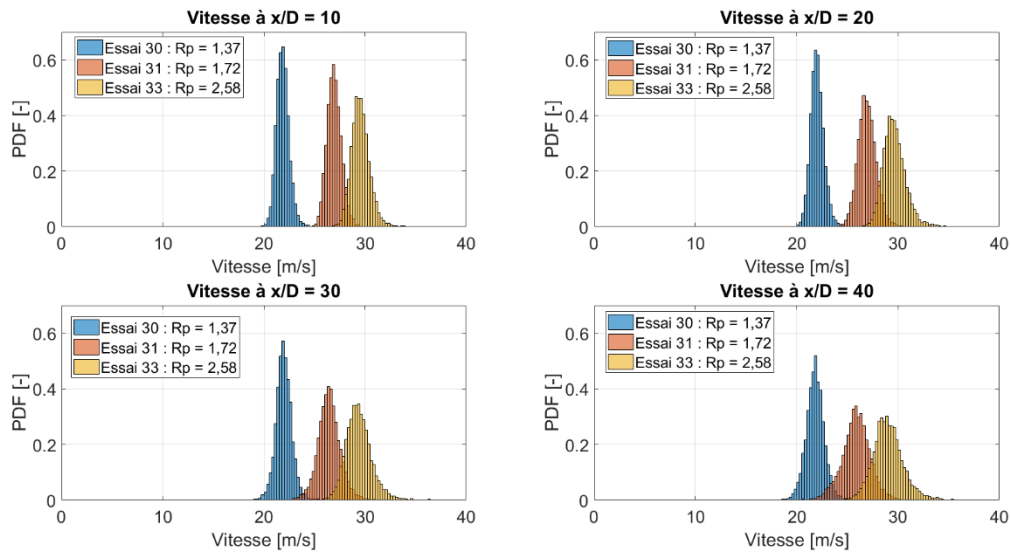 Vitesse à x/D = 10
PDF [-]
0.6
0.4
0.2
0
Essai 30 : Rp = 1,37
Essai 31 : Rp = 1,72
Essai 33 : Rp = 2,58
0 10 20 30 40
Vitesse [m/s]
Vitesse à x/D = 20
PDF [-]
0.6
0.4
0.2
0
Essai 30 : Rp = 1,37
Essai 31 : Rp = 1,72
Essai 33 : Rp = 2,58
0 10 20 30 40
Vitesse [m/s]
Vitesse à x/D = 30
PDF [-]
0.6
0.4
0.2
0
Essai 30 : Rp = 1,37
Essai 31 : Rp = 1,72
Essai 33 : Rp = 2,58
0 10 20 30 40
Vitesse [m/s]
Vitesse à x/D = 40
PDF [-]
0.6
0.4
0.2
0
Essai 30 : Rp = 1,37
Essai 31 : Rp = 1,72
Essai 33 : Rp = 2,58
0 10 20 30 40
Vitesse [m/s]